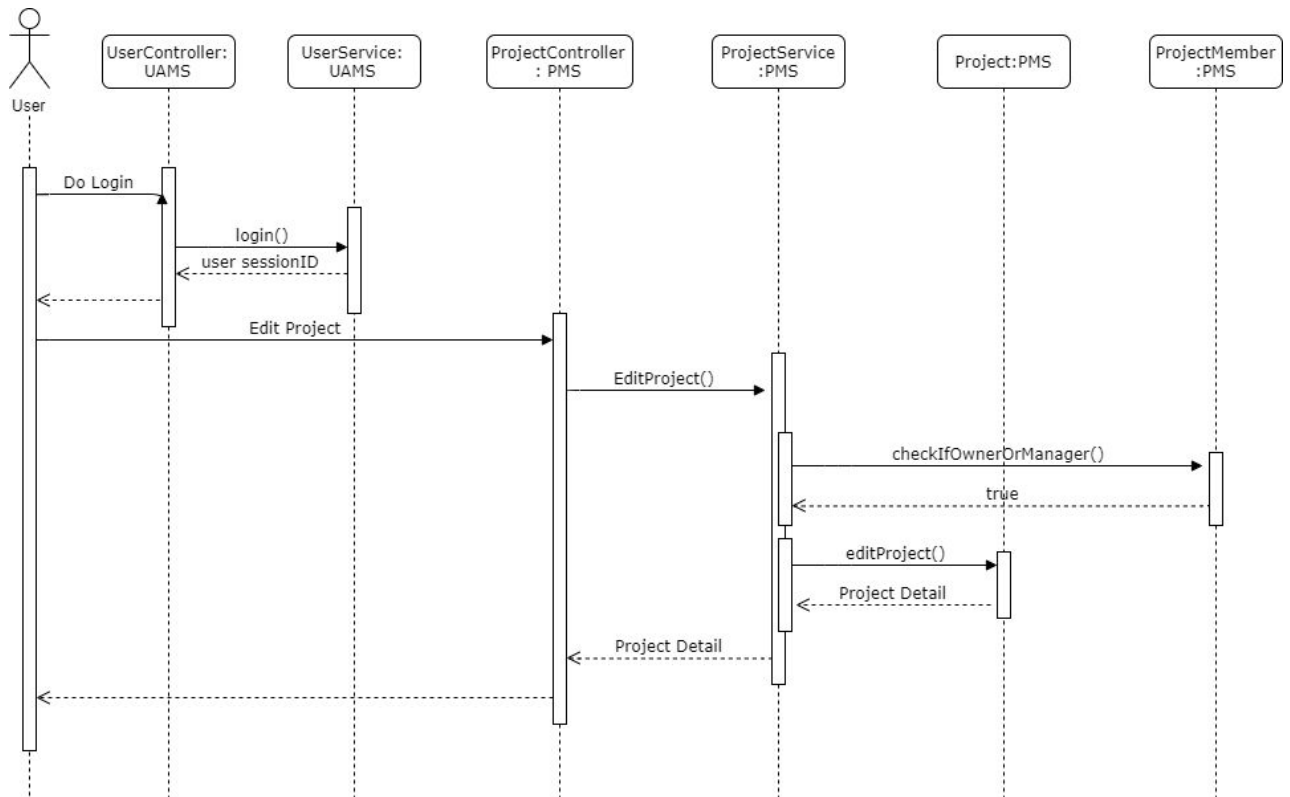 UserController:
UAMS
UserService:
UAMS
ProjectController
: PMS
ProjectService
:PMS
Project:PMS
ProjectMember
:PMS
User
Do Login
login()
user sessionID
Edit Project
EditProject()
checkIfOwnerOrManager()
true
editProject()
Project Detail
Project Detail